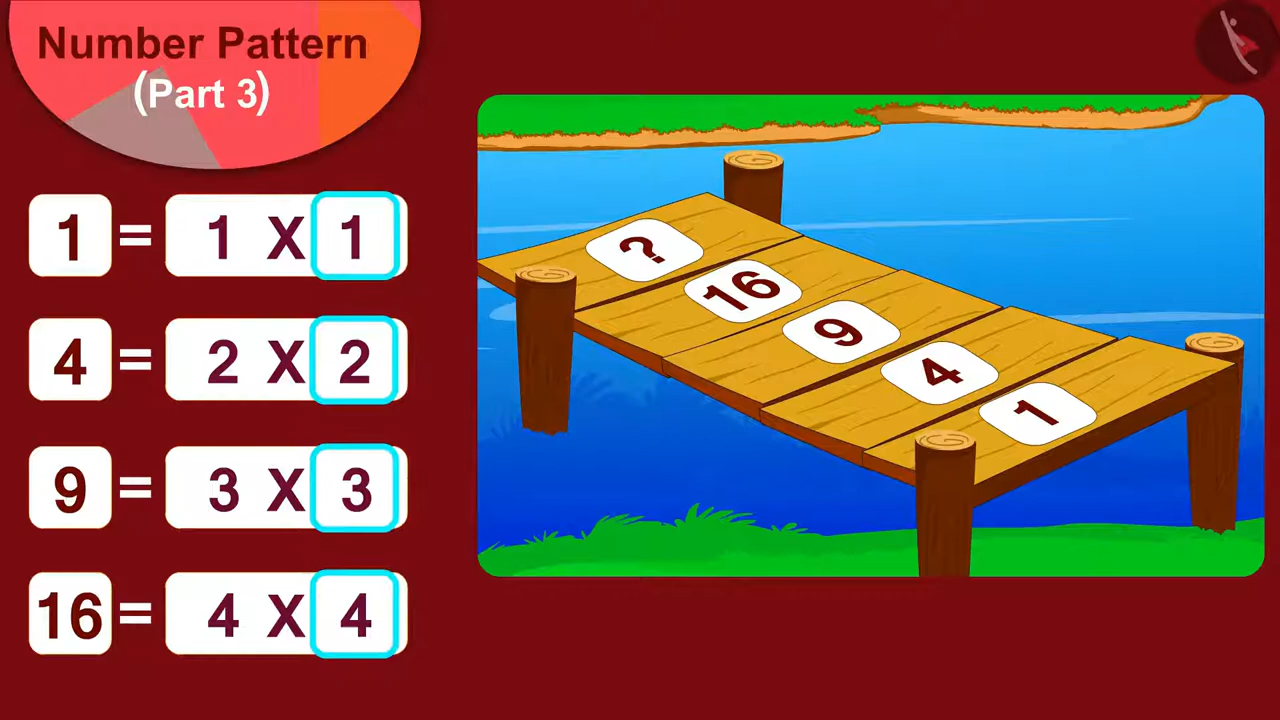 Number Pattern
(Part 3)
1 = 1 X 1
4 = 2 X 2
9 = 3 X 3
16 = 4 X 4
?
16
9
4
1